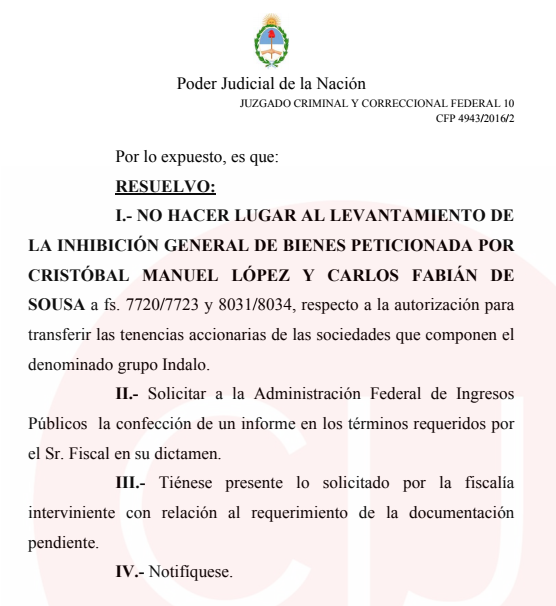 Poder Judicial de la Nación
JUZGADO CRIMINAL Y CORRECCIONAL FEDERAL 10
CFP 4943/2016/2
Por lo expuesto, es que:
RESUELVO:
I.- NO HACER LUGAR AL LEVANTAMIENTO DE
LA INHIBICIÓN GENERAL DE BIENES PETICIONADA POR
CRISTÓBAL MANUEL LÓPEZ Y CARLOS FABIÁN DE
SOUSA a fs. 7720/7723 y 8031/8034, respecto a la autorización para
transferir las tenencias accionarias de las sociedades que componen el
denominado grupo Indalo.
II.- Solicitar a la Administración Federal de Ingresos
Públicos la confección de un informe en los términos requeridos por
el Sr. Fiscal en su dictamen.
III.- Tiénese presente lo solicitado por la fiscalía
interviniente con relación al requerimiento de la documentación
pendiente.
IV.- Notifíquese.